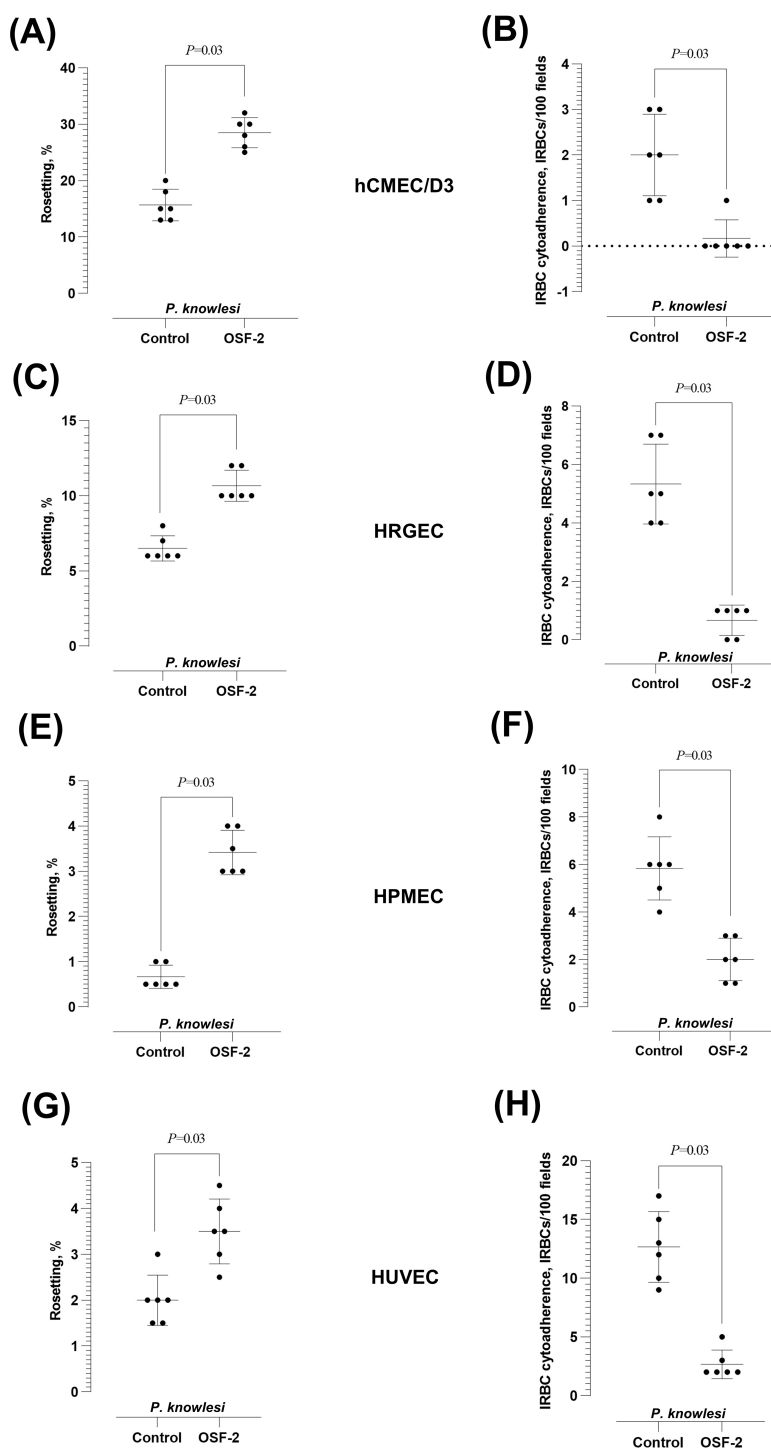 (A)
P=0.03
Rosetting, %
40
30
20
10
0
P. knowlesi
Control OSF-2
hCMEC/D3
(B)
P=0.03
IRBC cytoadherence, IRBCs/100 fields
4
3
2
1
0
-1
P. knowlesi
Control OSF-2
(C)
P=0.03
Rosetting, %
15
10
5
0
P. knowlesi
Control OSF-2
HRGEC
(D)
P=0.03
IRBC cytoadherence, IRBCs/100 fields
8
6
4
2
0
P. knowlesi
Control OSF-2
(E)
P=0.03
Rosetting, %
5
4
3
2
1
0
P. knowlesi
Control OSF-2
HPMEC
(F)
P=0.03
IRBC cytoadherence, IRBCs/100 fields
10
8
6
4
2
0
P. knowlesi
Control OSF-2
(G)
P=0.03
Rosetting, %
5
4
3
2
1
0
P. knowlesi
Control OSF-2
HUVEC
(H)
P=0.03
IRBC cytoadherence, IRBCs/100 fields
20
15
10
5
0
P. knowlesi
Control OSF-2